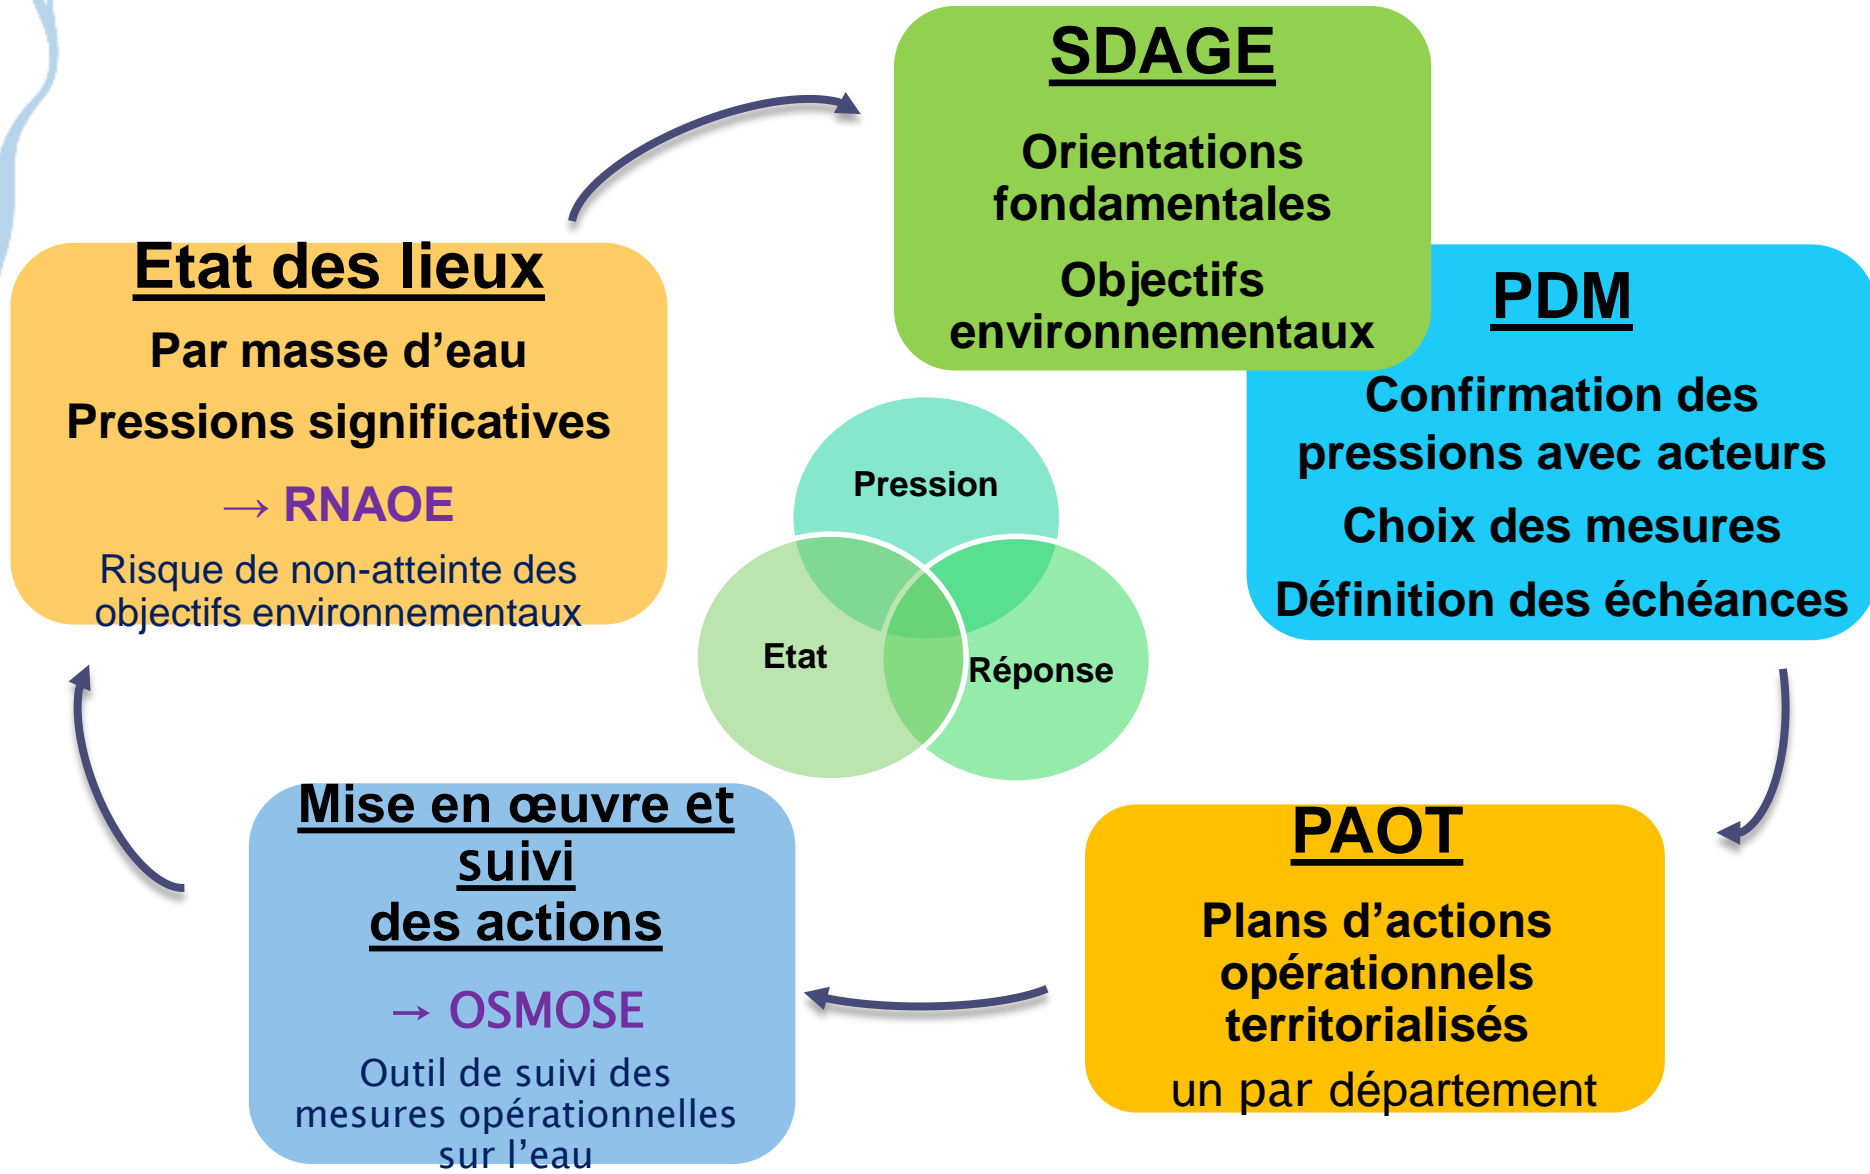 SDAGE
Orientations
fondamentales
Objectifs
environnementaux
Etat des lieux
Par masse d’eau
Pressions significatives
→ RNAOE
Risque de non-atteinte des
objectifs environnementaux
PDM
Confirmation des
pressions avec acteurs
Choix des mesures
Définition des échéances
Pression
Etat
Réponse
Mise en œuvre et
suivi
des actions
→ OSMOSE
Outil de suivi des
mesures opérationnelles
sur l’eau
PAOT
Plans d’actions
opérationnels
territorialisés
un par département